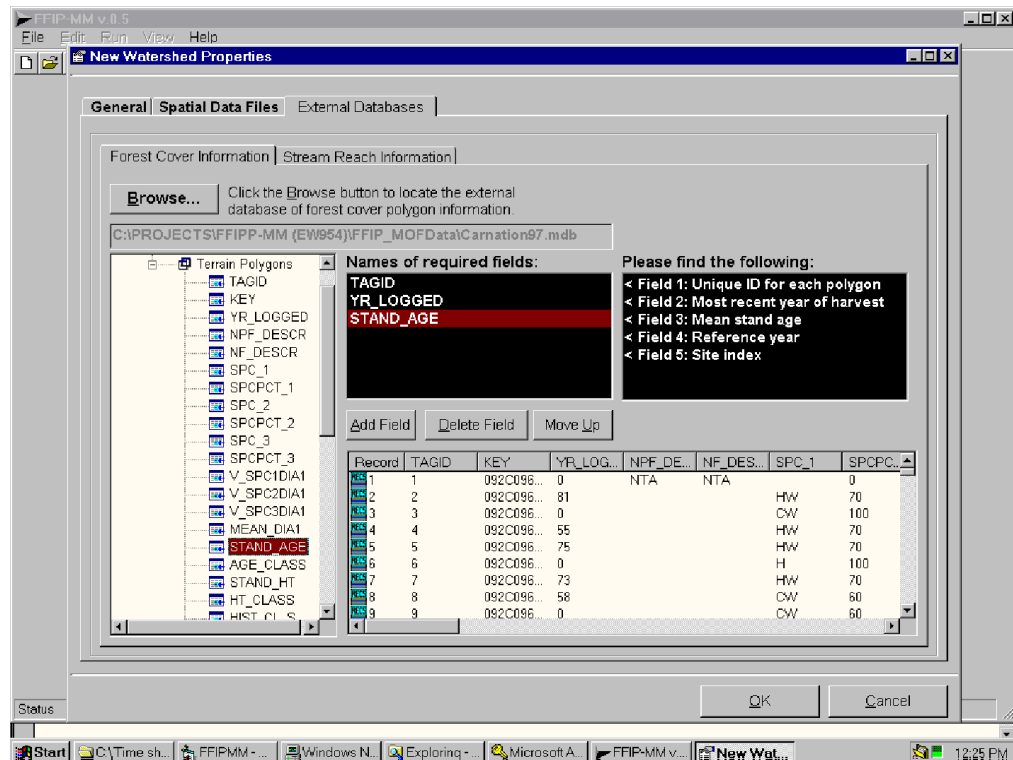 FFIP-MM v.0.5
File Edit Run View Help
New Watershed Properties
General Spatial Data Files External Databases
Forest Cover Information Stream Reach Information
Browse... Click the Browse button to locate the external
database of forest cover polygon information.
C:\PROJECTS\FFIPP-MM (EW954)\FFIP_MOFData\Carnation97.mdb
Terrain Polygons
TAGID
KEY
YR_LOGGED
NPF_DESCR
NF_DESCR
SPC_1
SPCPCT_1
SPC_2
SPCPCT_2
SPC_3
SPCPCT_3
V_SPC1DIA1
V_SPC2DIA1
V_SPC3DIA1
MEAN_DIA1
STAND_AGE
AGE_CLASS
STAND_HT
HT_CLASS
Names of required fields:
TAGID
YR_LOGGED
STAND_AGE
Please find the following:
< Field 1: Unique ID for each polygon
< Field 2: Most recent year of harvest
< Field 3: Mean stand age
< Field 4: Reference year
< Field 5: Site index
Add Field Delete Field Move Up
Record TAGID KEY YR_LOG... NPF_DE... NF_DES... SPC_1 SPCPC...
1 1 092C096... 0 NTA NTA 0
2 2 092C096... 81 HW 70
3 3 092C096... 0 CW 100
4 4 092C096... 55 HW 70
5 5 092C096... 75 HW 70
6 6 092C096... 0 H 100
7 7 092C096... 73 HW 70
8 8 092C096... 58 CW 60
9 9 092C096... 0 CW 60
OK Cancel
Status
Start C:\Time sh... FFIPMM - ... Windows N... Exploring - ... Microsoft A... FFIP-MM v.... New Wat... 12:25 PM